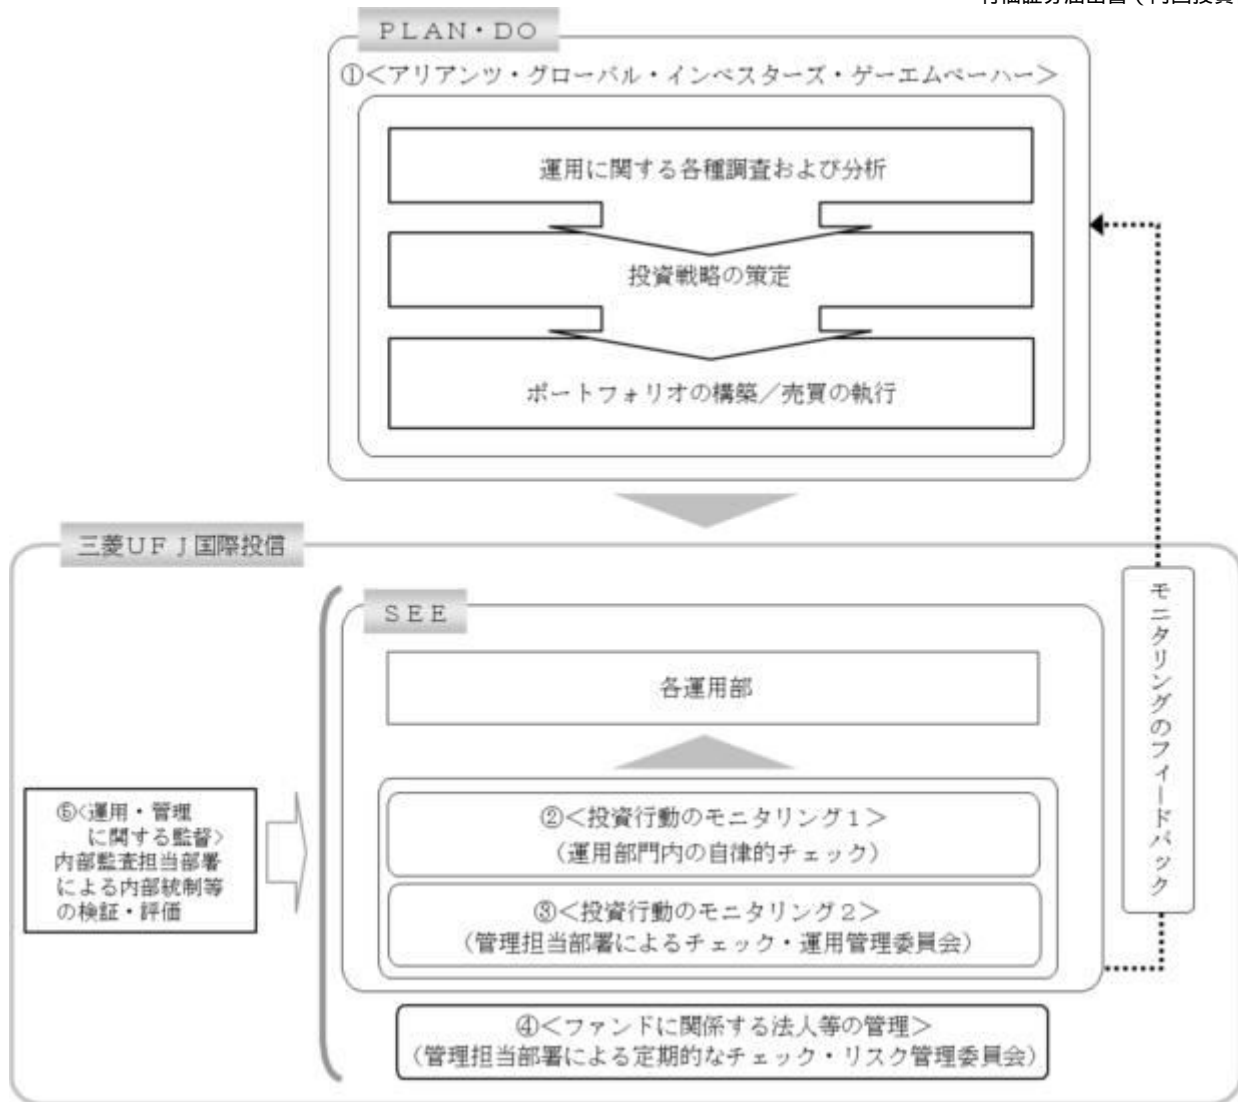 PLAN・DO
①<アリアンツ・グローバル・インベスターズ・ゲーエムベーハー>
運用に関する各種調査および分析
投資戦略の策定
ポートフォリオの構築/売買の執行
三菱UFJ国際投信
SEE
各運用部
②<投資行動のモニタリング1>
(運用部門内の自律的チェック)
③<投資行動のモニタリング2>
(管理担当部署によるチェック・運用管理委員会)
④<ファンドに関係する法人等の管理>
(管理担当部署による定期的なチェック・リスク管理委員会)
⑤<運用・管理
に関する監督>
内部監査担当部署
による内部統制等
の検証・評価
モニタリングのフィードバック